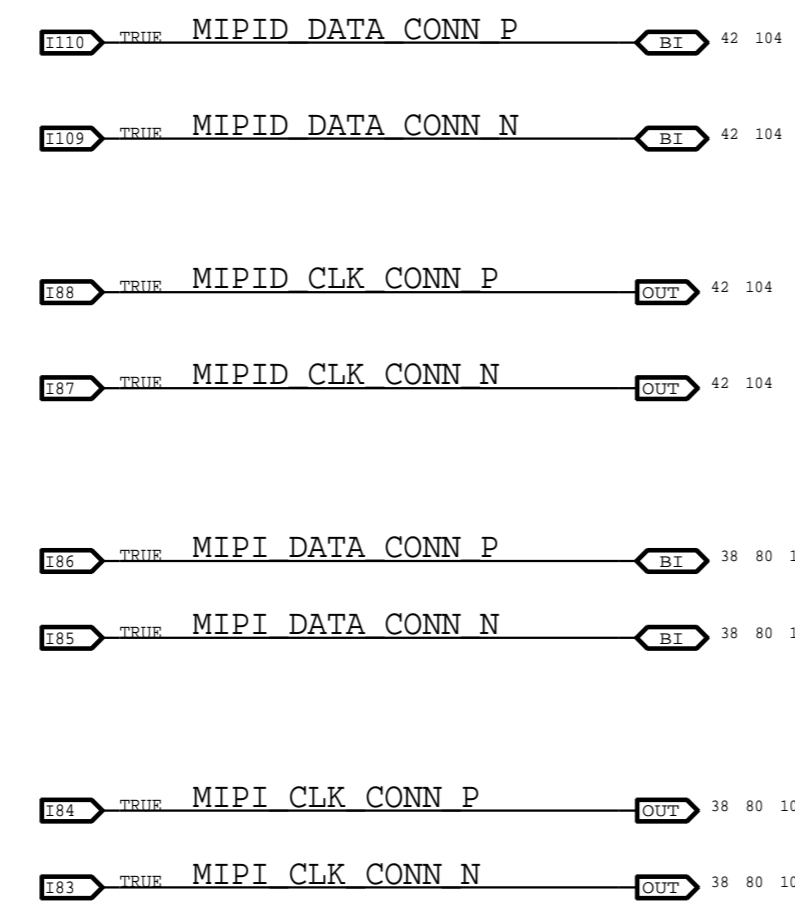 I110 TRUE MIPID_DATA_CONN_P BI 42 104
I109 TRUE MIPID_DATA_CONN_N BI 42 104
I88 TRUE MIPID_CLK_CONN_P OUT 42 104
I87 TRUE MIPID_CLK_CONN_N OUT 42 104
I86 TRUE MIPI_DATA_CONN_P BI 38 80
I85 TRUE MIPI_DATA_CONN_N BI 38 80
I84 TRUE MIPI_CLK_CONN_P OUT 38 80
I83 TRUE MIPI_CLK_CONN_N OUT 38 80